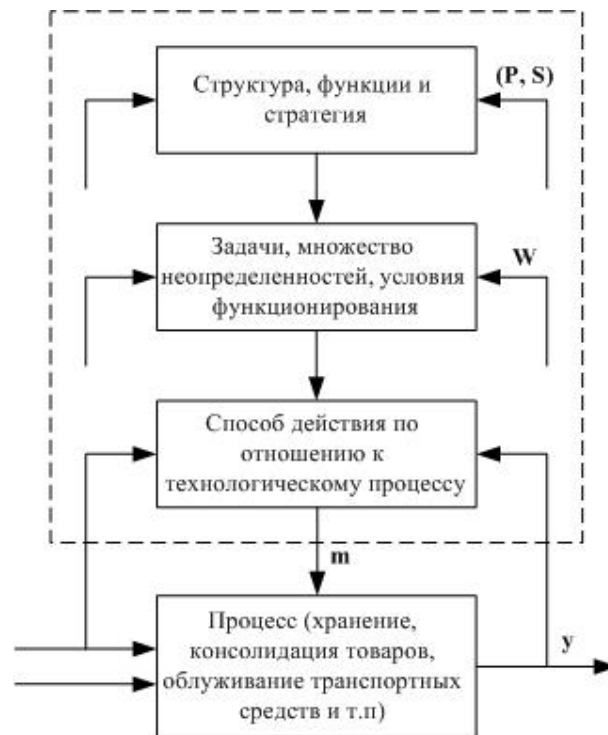 Структура, функции и
стратегия
(P, S)
Задачи, множество
неопределенностей, условия
функционирования
W
Способ действия по
отношению к
технологическому процессу
m
Процесс (хранение,
консолидация товаров,
облуживание транспортных
средств и т.п)
y